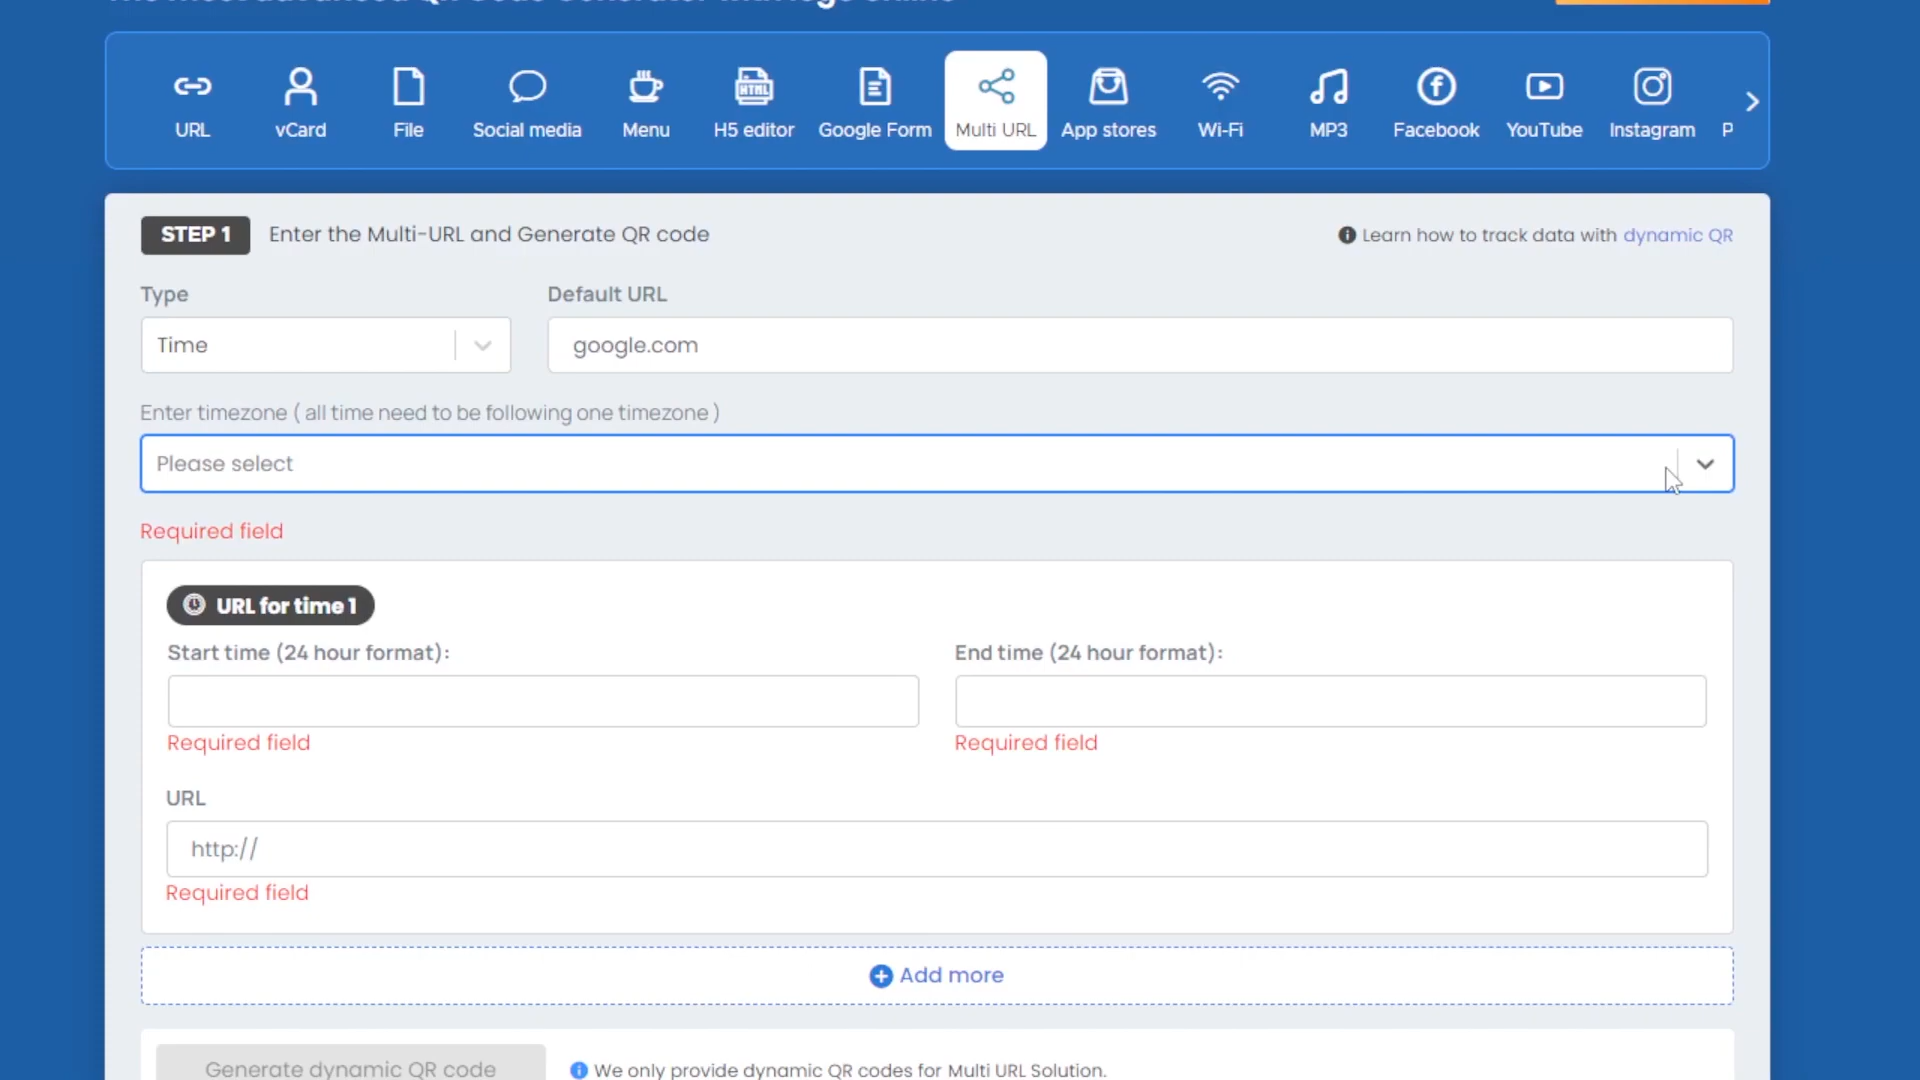 URL
vCard
File
Social media
Menu
HTML
H5 editor
Google Form
Multi URL
App stores
Wi-Fi
MP3
Facebook
YouTube
Instagram
P
STEP 1 Enter the Multi-URL and Generate QR code
Learn how to track data with dynamic QR
Type
Default URL
Time
google.com
Enter timezone ( all time need to be following one timezone )
Please select
Required field
URL for time 1
Start time (24 hour format):
End time (24 hour format):
Required field
Required field
URL
http://
Required field
Add more
Generate dynamic QR code
We only provide dynamic QR codes for Multi URL Solution.